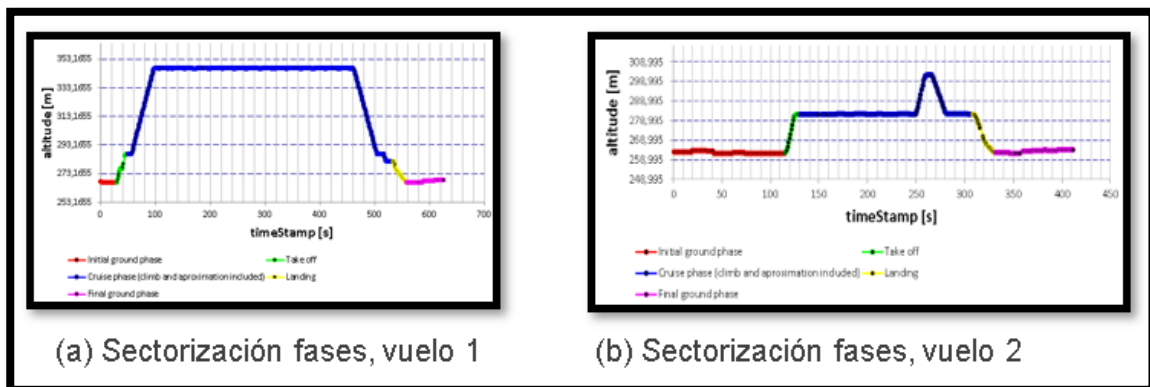 353,1655
333,1655
313,1655
293,1655
273,1655
253,1655
altitude [m]
0 100 200 300 400 500 600 700
timeStamp [s]
Initial ground phase
Take off
Cruise phase (climb and aproximation included)
Landing
Final ground phase
(a) Sectorización fases, vuelo 1
308,995
298,995
288,995
278,995
268,995
258,995
248,995
altitude [m]
0 50 100 150 200 250 300 350 400 450
timeStamp [s]
Initial ground phase
Take off
Cruise phase (climb and aproximation included)
Landing
Final ground phase
(b) Sectorización fases, vuelo 2